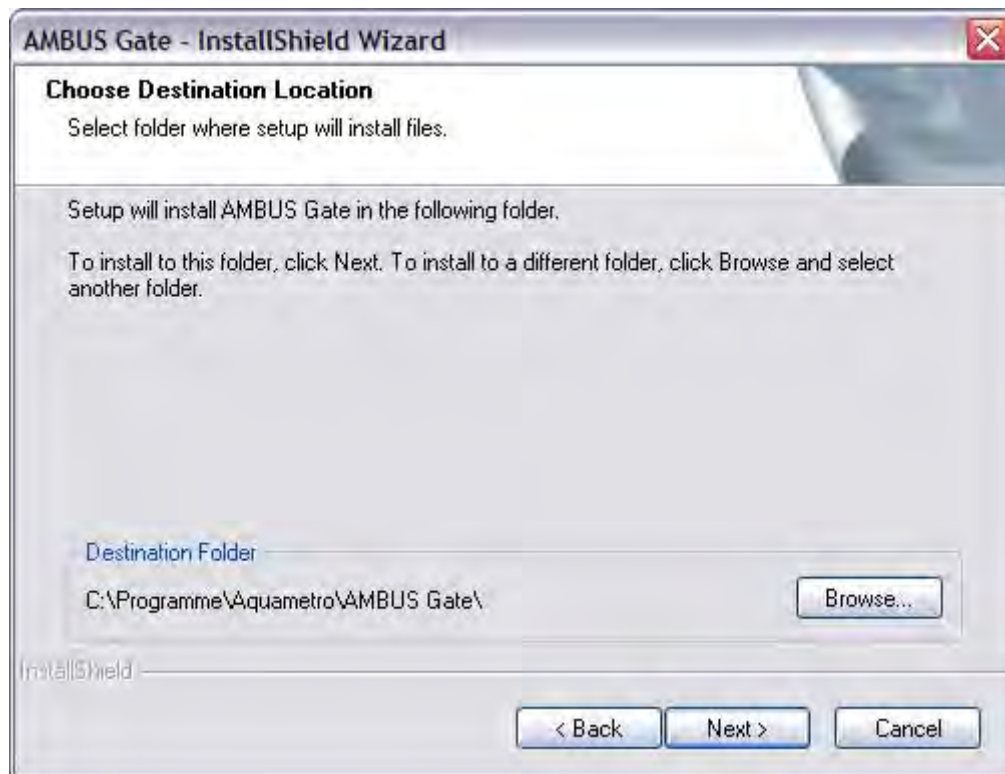 AMBUS Gate - InstallShield Wizard
Choose Destination Location
Select folder where setup will install files.
Setup will install AMBUS Gate in the following folder.
To install to this folder, click Next. To install to a different folder, click Browse and select
another folder.
Destination Folder
C:\Programme\Aquametro\AMBUS Gate\
Browse...
InstallShield
< Back
Next >
Cancel